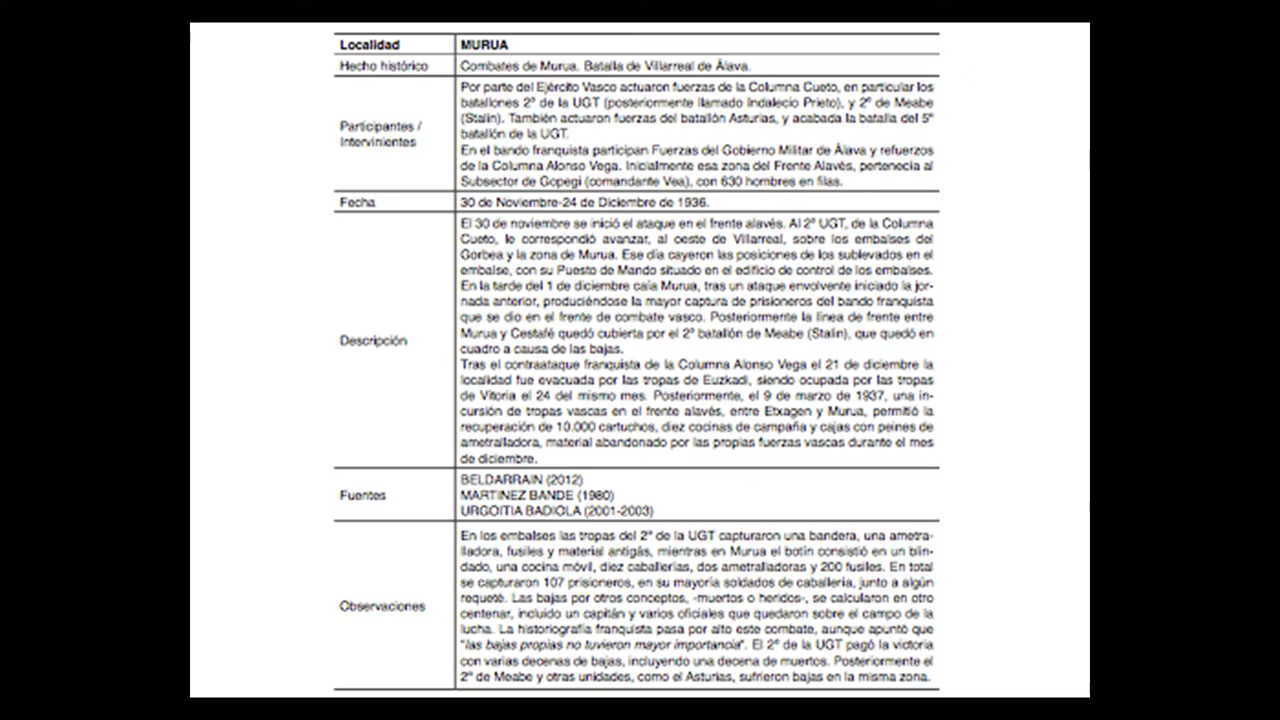 Localidad MURUA
Hecho histórico Combates de Murua. Batalla de Villarreal de Álava.
Por parte del Ejército Vasco actuaron fuerzas de la Columna Cueto, en particular los
batallones 2º de la UGT (posteriormente llamado Indalecio Prieto), y 2º de Meabe
(Stalin). También actuaron fuerzas del batallón Asturias, y acabada la batalla del 5º
batallón de la UGT.
Participantes /
Intervinientes
En el bando franquista participan Fuerzas del Gobierno Militar de Álava y refuerzos
de la Columna Alonso Vega. Inicialmente esa zona del Frente Alavés, pertenecía al
Subsector de Gopegi (comandante Vea), con 630 hombres en filas.
Fecha 30 de Noviembre-24 de Diciembre de 1936.
El 30 de noviembre se inició el ataque en el frente alavés. Al 2º UGT, de la Columna
Cueto, le correspondió avanzar, al oeste de Villarreal, sobre los embalses del
Gorbea y la zona de Murua. Ese día cayeron las posiciones de los sublevados en el
embalse, con su Puesto de Mando situado en el edificio de control de los embalses.
En la tarde del 1 de diciembre caía Murua, tras un ataque envolvente iniciado la jor-
nada anterior, produciéndose la mayor captura de prisioneros del bando franquista
que se dio en el frente de combate vasco. Posteriormente la línea de frente entre
Murua y Cestafé quedó cubierta por el 2º batallón de Meabe (Stalin), que quedó en
cuadro a causa de las bajas.
Descripción
Tras el contraataque franquista de la Columna Alonso Vega el 21 de diciembre la
localidad fue evacuada por las tropas de Euzkadi, siendo ocupada por las tropas
de Vitoria el 24 del mismo mes. Posteriormente, el 9 de marzo de 1937, una in-
cursión de tropas vascas en el frente alavés, entre Etxagen y Murua, permitió la
recuperación de 10.000 cartuchos, diez cocinas de campaña y cajas con peines de
ametralladora, material abandonado por las propias fuerzas vascas durante el mes
de diciembre.
Fuentes
BELDARRAIN (2012)
MARTINEZ BANDE (1980)
URGOITIA BADIOLA (2001-2003)
Observaciones
En los embalses las tropas del 2º de la UGT capturaron una bandera, una ametra-
lladora, fusiles y material antigás, mientras en Murua el botín consistió en un blin-
dado, una cocina móvil, diez caballerías, dos ametralladoras y 200 fusiles. En total
se capturaron 107 prisioneros, en su mayoría soldados de caballería, junto a algún
requeté. Las bajas por otros conceptos, -muertos o heridos-, se calcularon en otro
centenar, incluido un capitán y varios oficiales que quedaron sobre el campo de la
lucha. La historiografía franquista pasa por alto este combate, aunque apuntó que
"las bajas propias no tuvieron mayor importancia". El 2º de la UGT pagó la victoria
con varias decenas de bajas, incluyendo una decena de muertos. Posteriormente el
2º de Meabe y otras unidades, como el Asturias, sufrieron bajas en la misma zona.